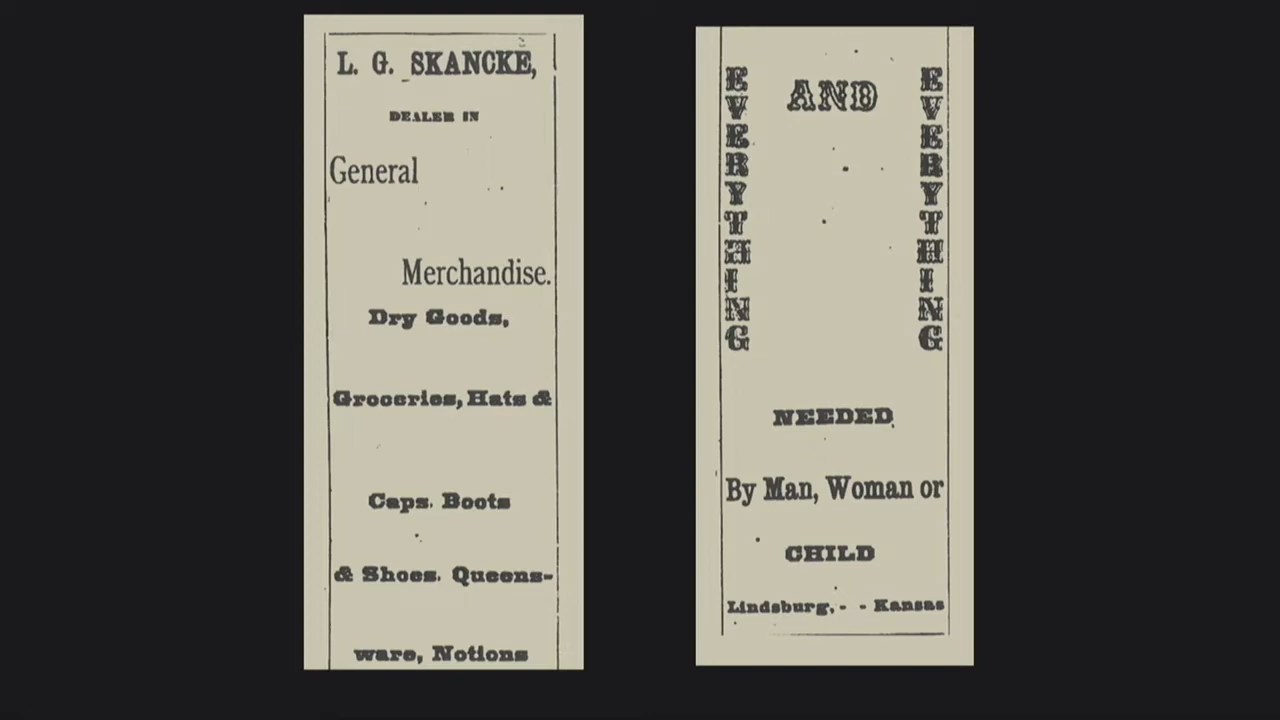 L. G. SKANCKE,
DEALER IN
General
Merchandise.
Dry Goods,
Groceries, Hats &
Caps. Boots
& Shoes. Queens-
ware, Notions
AND
EVERYTHING
EVERYTHING
NEEDED
By Man, Woman or
CHILD
Lindsburg, - - Kansas